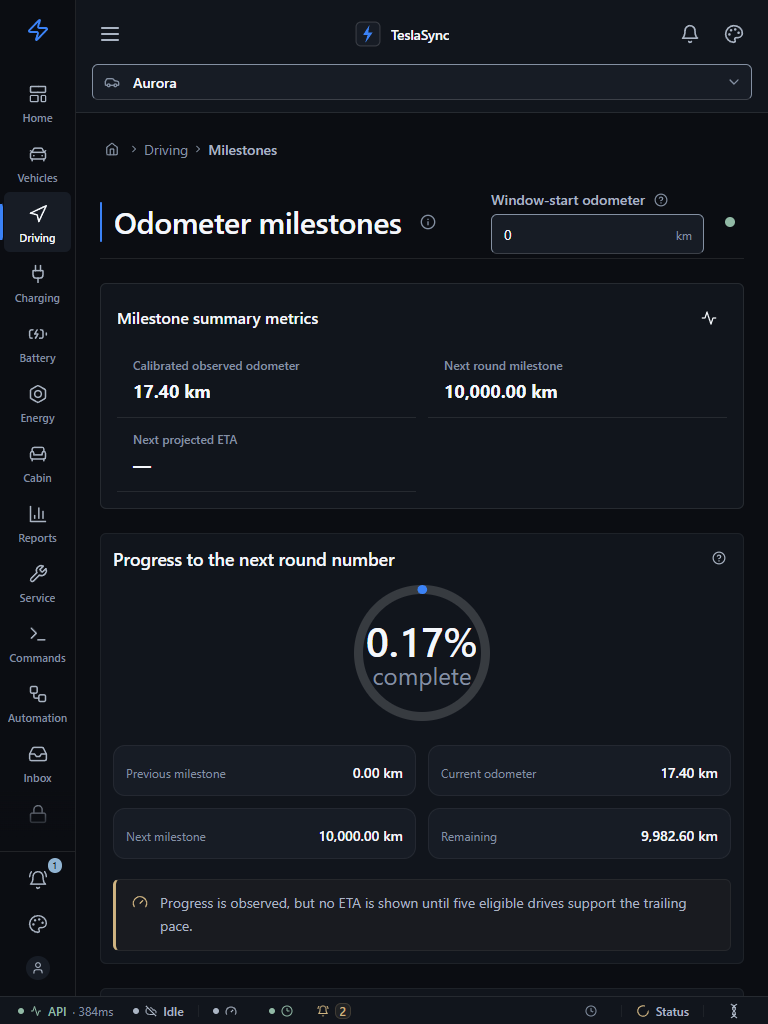 TeslaSync
Aurora
Home
Vehicles
Driving
Charging
Battery
Energy
Cabin
Reports
Service
Commands
Automation
Inbox
1
Driving
Milestones
Odometer milestones
Window-start odometer
0
km
Milestone summary metrics
Calibrated observed odometer
17.40 km
Next round milestone
10,000.00 km
Next projected ETA
—
Progress to the next round number
0.17%
complete
Previous milestone
0.00 km
Current odometer
17.40 km
Next milestone
10,000.00 km
Remaining
9,982.60 km
Progress is observed, but no ETA is shown until five eligible drives support the trailing
pace.
API · 384ms
Idle
2
Status